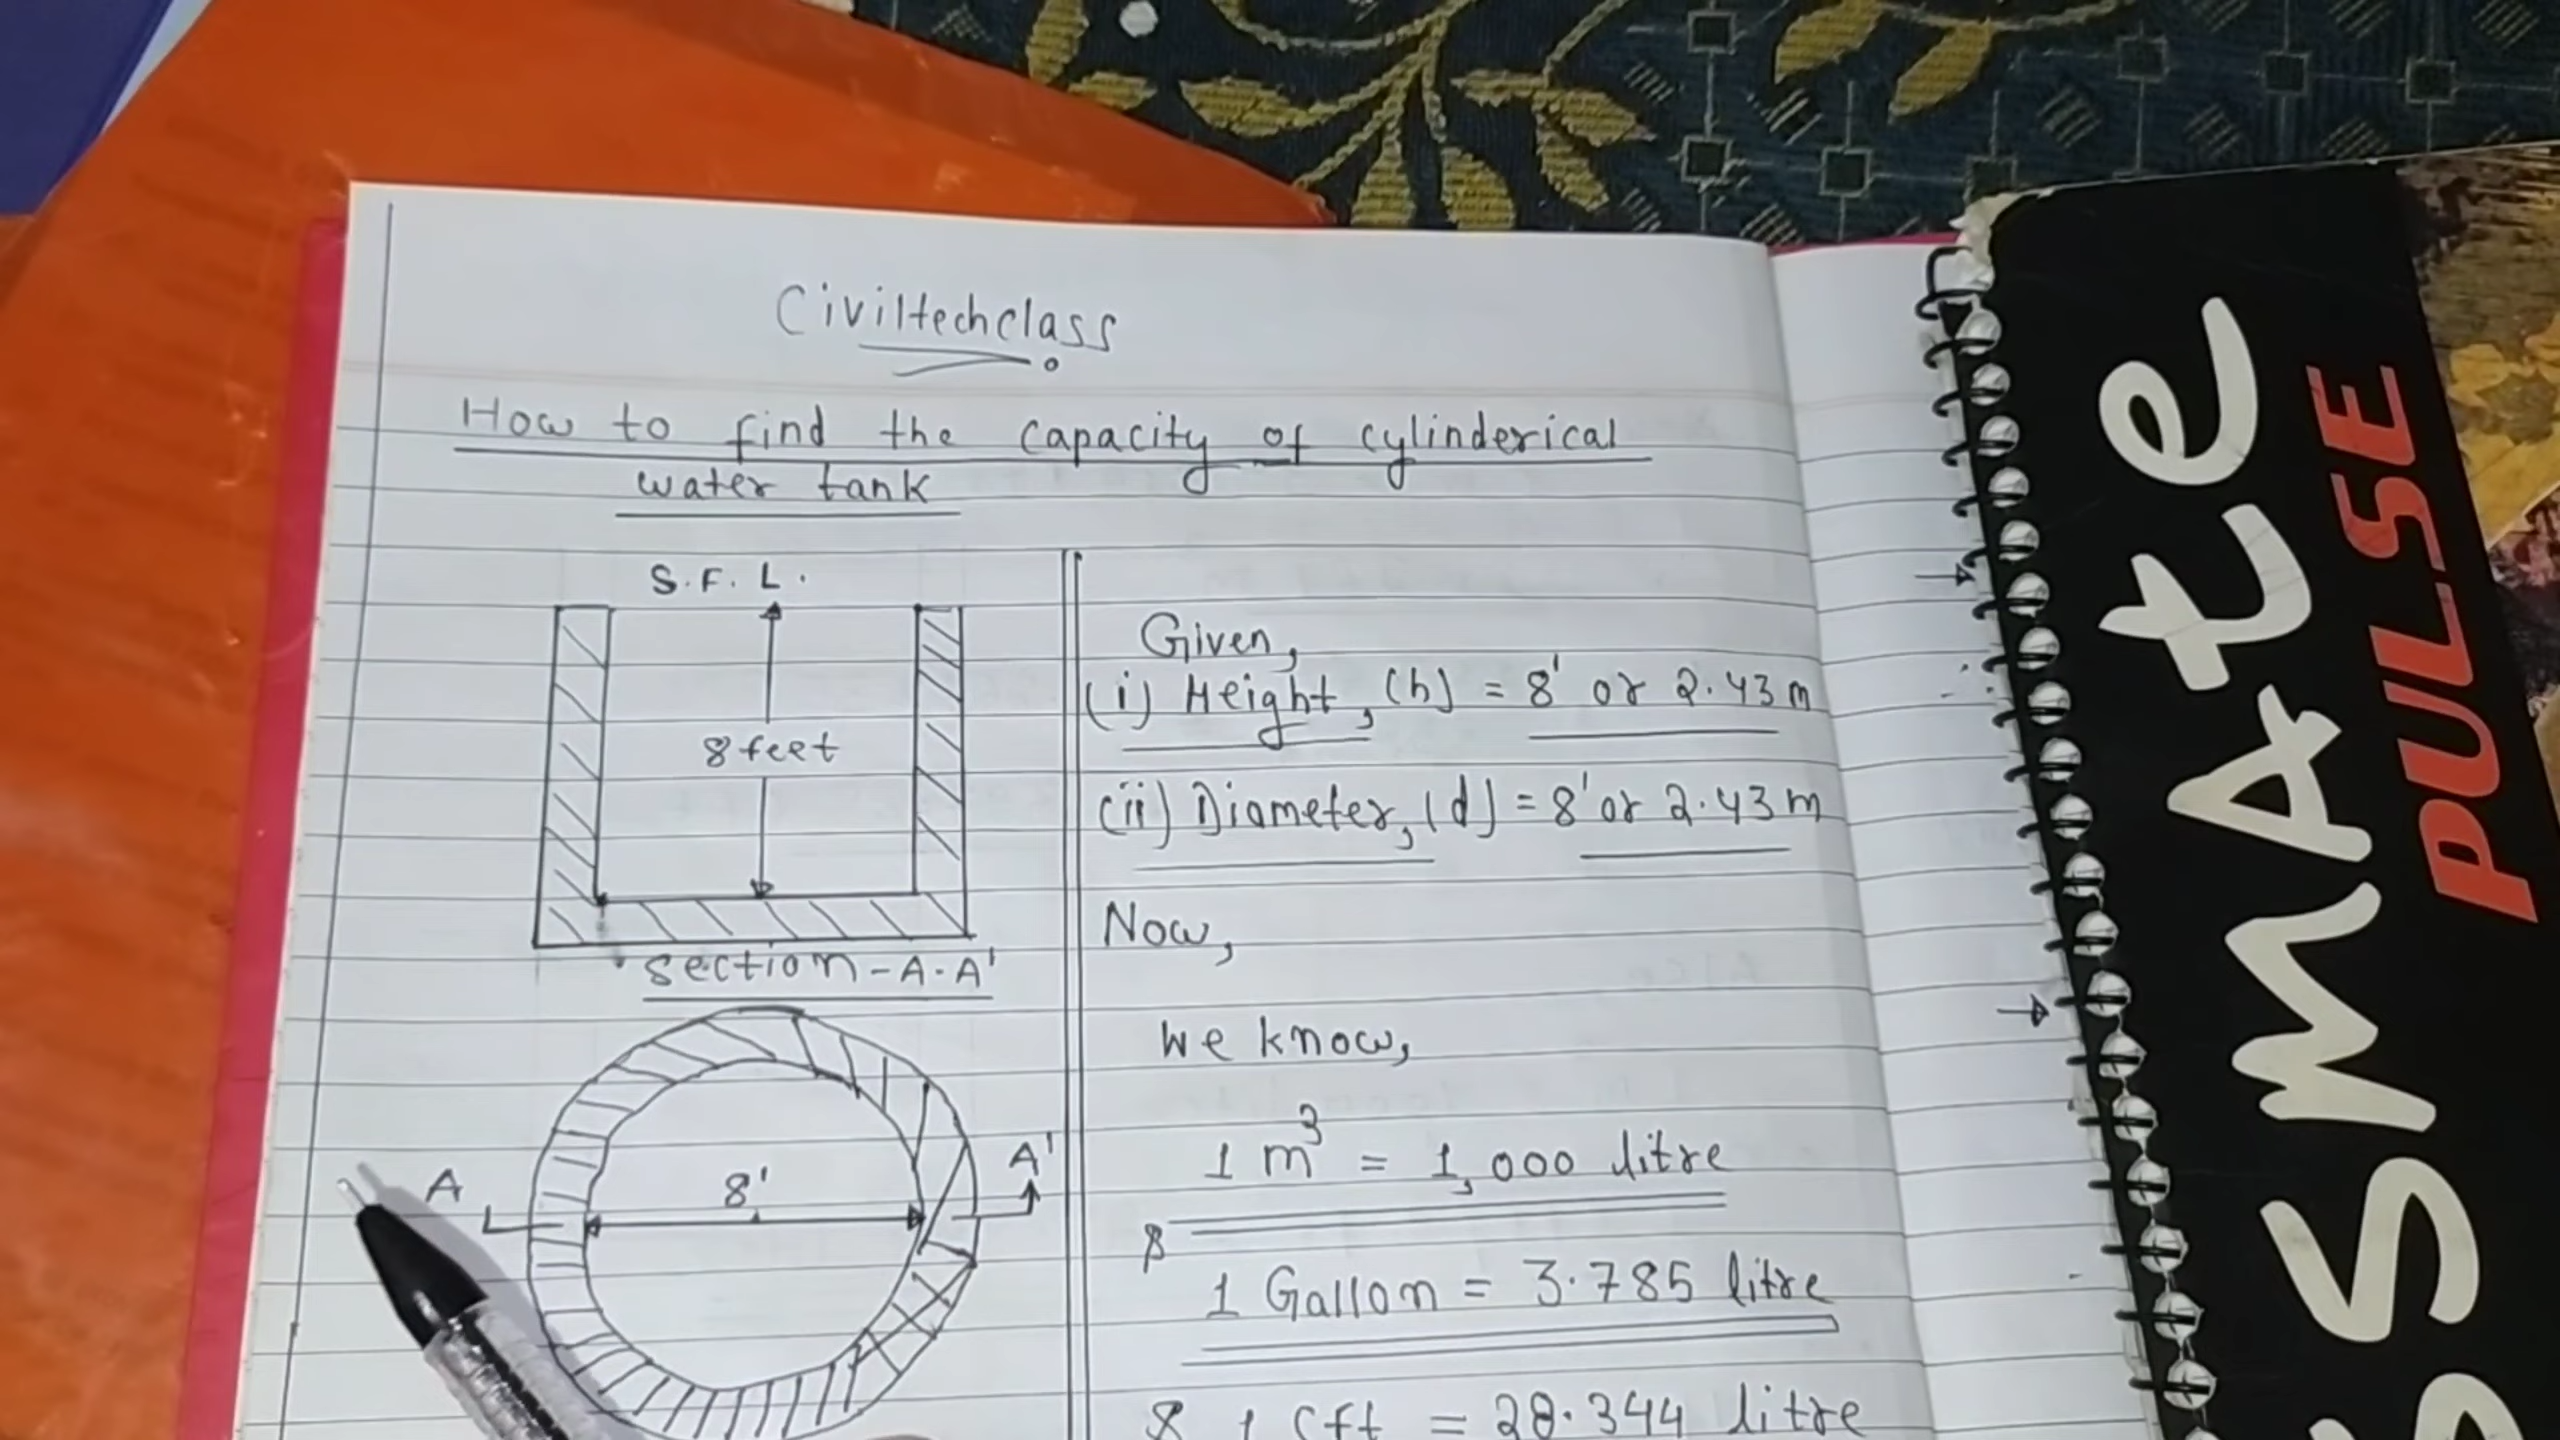 Civiltechclass
How to find the capacity of cylinderical
water tank
S.F.L.
8 feet
section-A-A'
A
8'
A'
Given,
(i) Height, (h) = 8' or 2.43 m
(ii) Diameter, (d) = 8' or 2.43 m
Now,
we know,
1 m³ = 1,000 litre
&
1 Gallon = 3.785 litre
& 1 Cft = 28.344 litre
PULSE